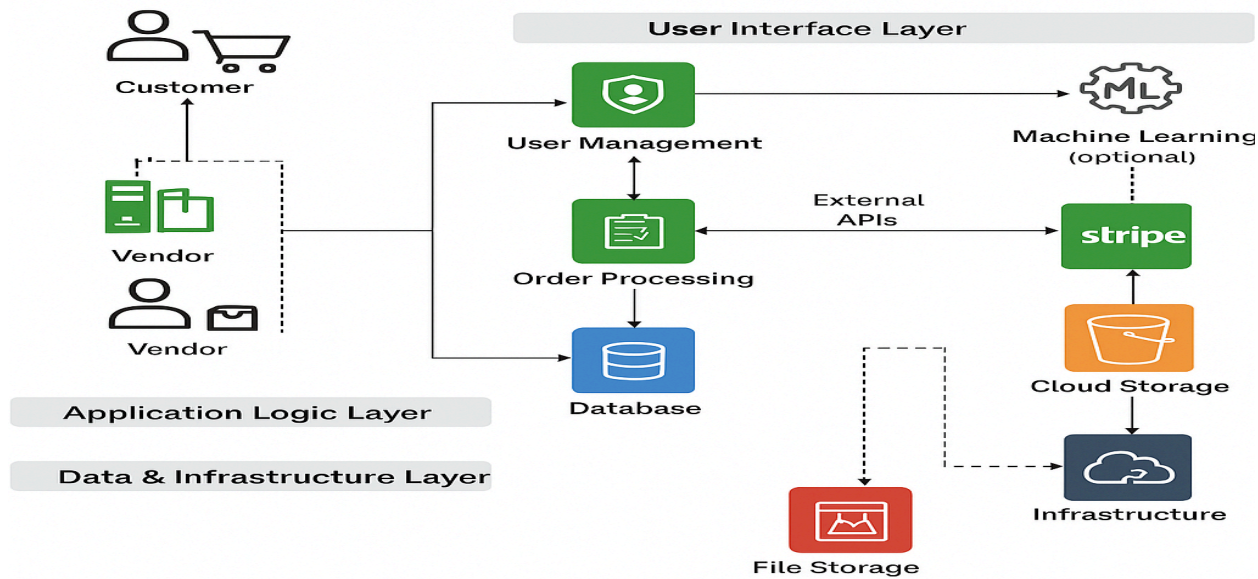 User Interface Layer
Customer
User Management
ML
Machine Learning
(optional)
Vendor
External
APIs
stripe
Order Processing
Vendor
Database
Cloud Storage
Application Logic Layer
Data & Infrastructure Layer
Infrastructure
File Storage